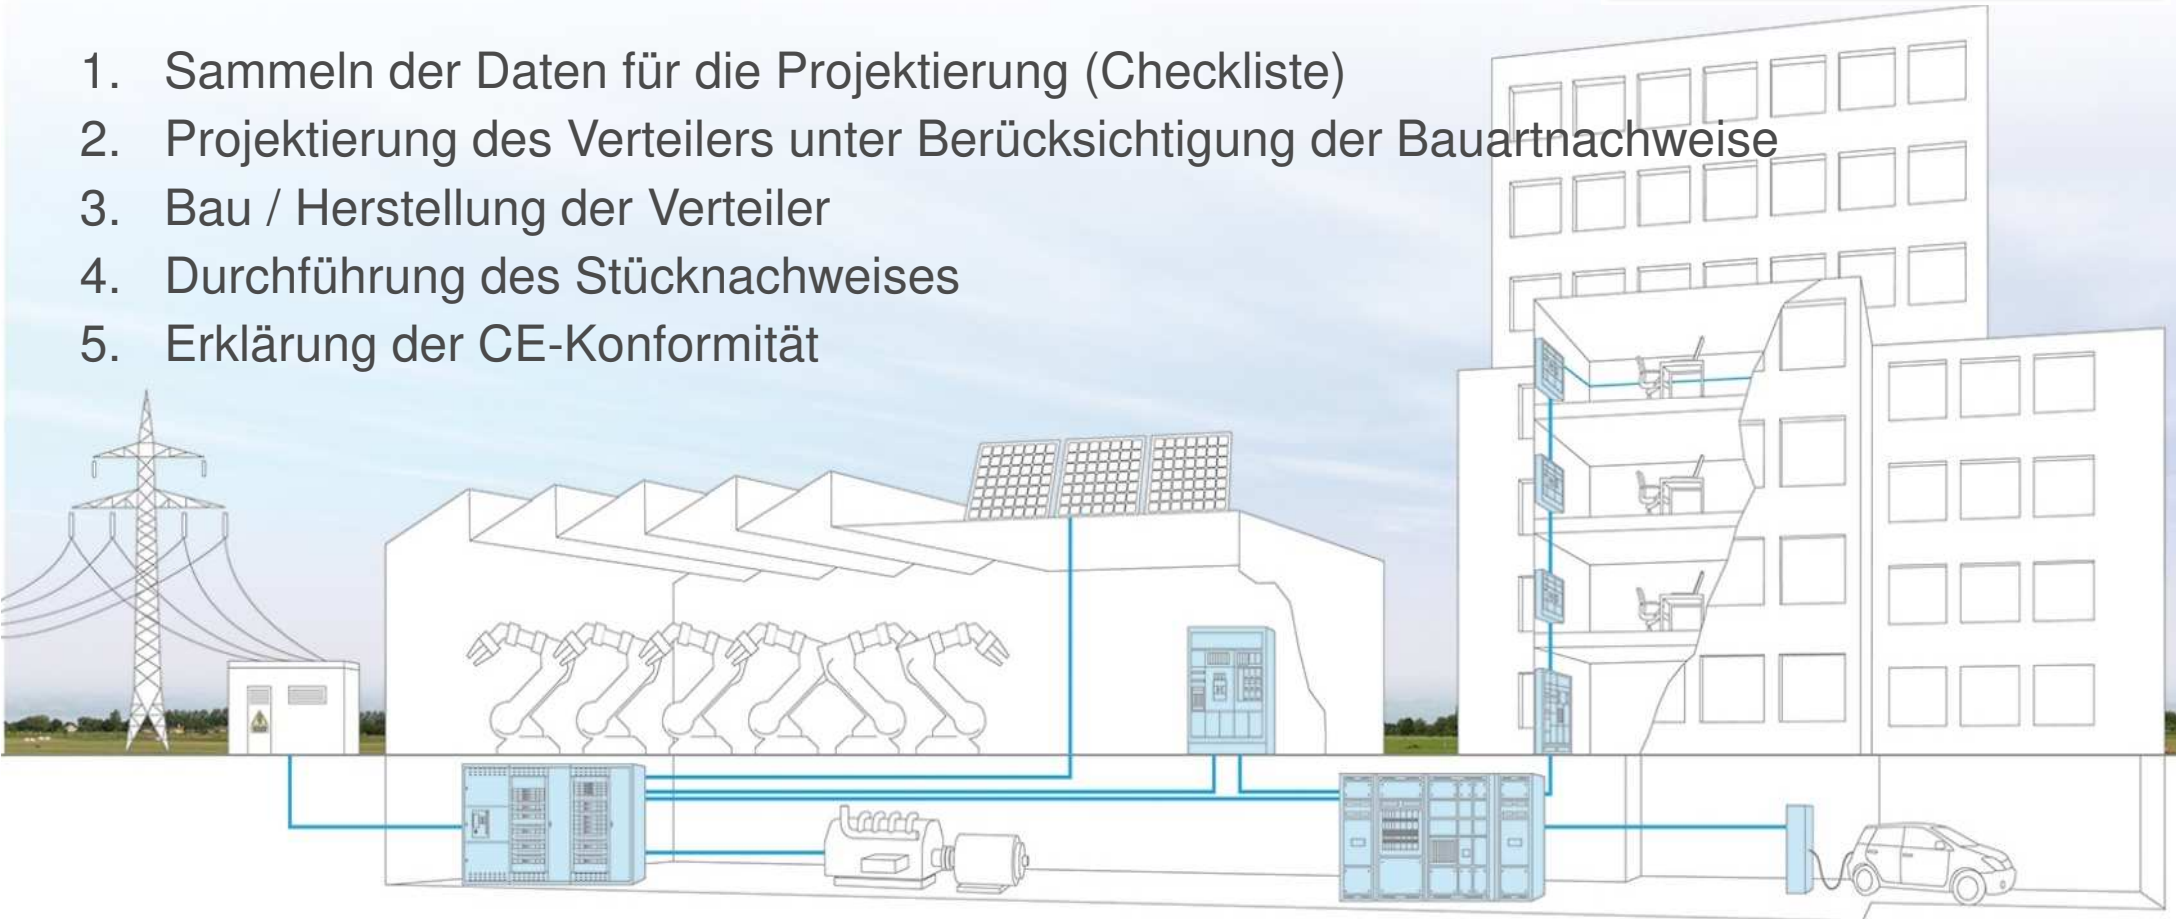 1. Sammeln der Daten für die Projektierung (Checkliste)
2. Projektierung des Verteilers unter Berücksichtigung der Bauartnachweise
3. Bau / Herstellung der Verteiler
4. Durchführung des Stücknachweises
5. Erklärung der CE-Konformität